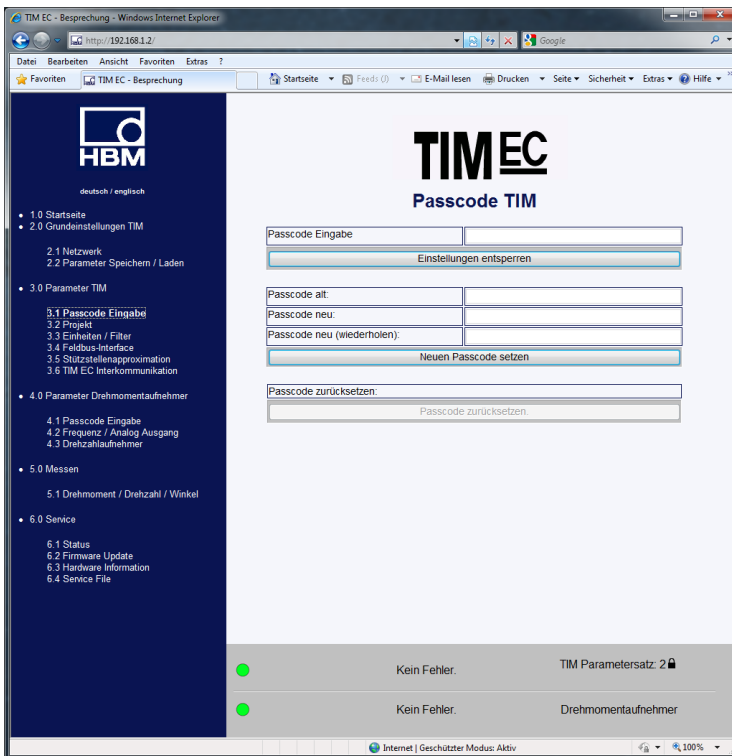 TIM EC - Besprechung - Windows Internet Explorer
http://192.168.1.2/
Google
Datei Bearbeiten Ansicht Favoriten Extras ?
Favoriten TIM EC - Besprechung Startseite Feeds (J) E-Mail lesen Drucken Seite Sicherheit Extras Hilfe »
HBM
deutsch / englisch
1.0 Startseite
2.0 Grundeinstellungen TIM
2.1 Netzwerk
2.2 Parameter Speichern / Laden
3.0 Parameter TIM
3.1 Passcode Eingabe
3.2 Projekt
3.3 Einheiten / Filter
3.4 Feldbus-Interface
3.5 Stützstellenapproximation
3.6 TIM EC Interkommunikation
4.0 Parameter Drehmomentaufnehmer
4.1 Passcode Eingabe
4.2 Frequenz / Analog Ausgang
4.3 Drehzahlaufnehmer
5.0 Messen
5.1 Drehmoment / Drehzahl / Winkel
6.0 Service
6.1 Status
6.2 Firmware Update
6.3 Hardware Information
6.4 Service File
TIM EC
Passcode TIM
Passcode Eingabe
Einstellungen entsperren
Passcode alt:
Passcode neu:
Passcode neu (wiederholen):
Neuen Passcode setzen
Passcode zurücksetzen:
Passcode zurücksetzen.
Kein Fehler. TIM Parametersatz: 2
Kein Fehler. Drehmomentaufnehmer
Internet | Geschützter Modus: Aktiv
100%